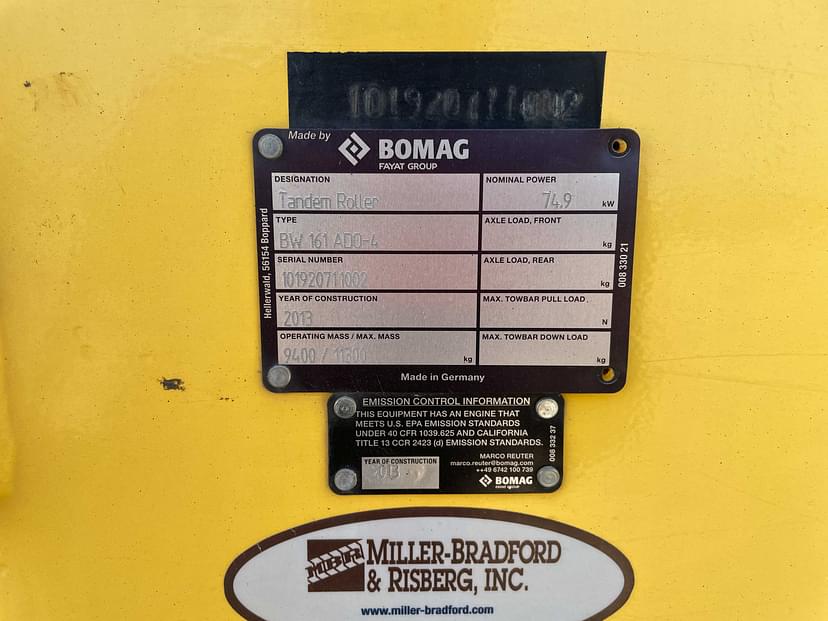 101920711002
Made by BOMAG
FAYAT GROUP
DESIGNATION
Tandem Roller
NOMINAL POWER
74.9 kW
TYPE
BW 161 ADO-4
AXLE LOAD, FRONT
kg
SERIAL NUMBER
101920711002
AXLE LOAD, REAR
kg
YEAR OF CONSTRUCTION
2013
MAX. TOWBAR PULL LOAD
N
OPERATING MASS / MAX. MASS
9400 / 11300 kg
MAX. TOWBAR DOWN LOAD
kg
Hellerwald, 56154 Boppard
008 330 21
Made in Germany
EMISSION CONTROL INFORMATION
THIS EQUIPMENT HAS AN ENGINE THAT
MEETS U.S. EPA EMISSION STANDARDS
UNDER 40 CFR 1039.625 AND CALIFORNIA
TITLE 13 CCR 2423 (d) EMISSION STANDARDS.
MARCO REUTER
marco.reuter@bomag.com
++49 6742 100 739
YEAR OF CONSTRUCTION
2013
BOMAG
FAYAT GROUP
008 332 37
MBR MILLER-BRADFORD
& RISBERG, INC.
www.miller-bradford.com